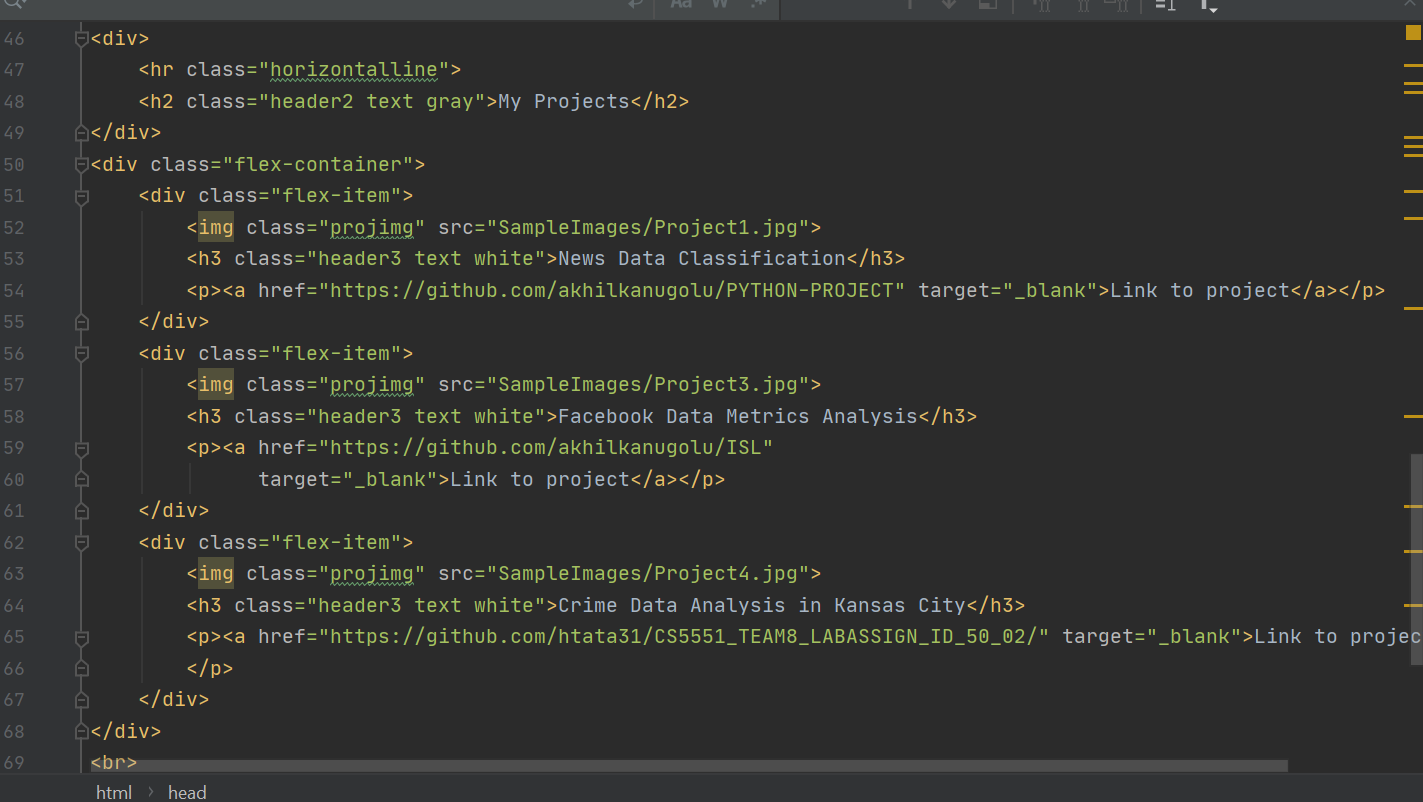 Aa W .*
46 <div>
47 <hr class="horizontalline">
48 <h2 class="header2 text gray">My Projects</h2>
49 </div>
50 <div class="flex-container">
51 <div class="flex-item">
52 <img class="projimg" src="SampleImages/Project1.jpg">
53 <h3 class="header3 text white">News Data Classification</h3>
54 <p><a href="https://github.com/akhilkanugolu/PYTHON-PROJECT" target="_blank">Link to project</a></p>
55 </div>
56 <div class="flex-item">
57 <img class="projimg" src="SampleImages/Project3.jpg">
58 <h3 class="header3 text white">Facebook Data Metrics Analysis</h3>
59 <p><a href="https://github.com/akhilkanugolu/ISL"
60 target="_blank">Link to project</a></p>
61 </div>
62 <div class="flex-item">
63 <img class="projimg" src="SampleImages/Project4.jpg">
64 <h3 class="header3 text white">Crime Data Analysis in Kansas City</h3>
65 <p><a href="https://github.com/htata31/CS5551_TEAM8_LABASSIGN_ID_50_02/" target="_blank">Link to projec
66 </p>
67 </div>
68 </div>
69 <br>
html > head